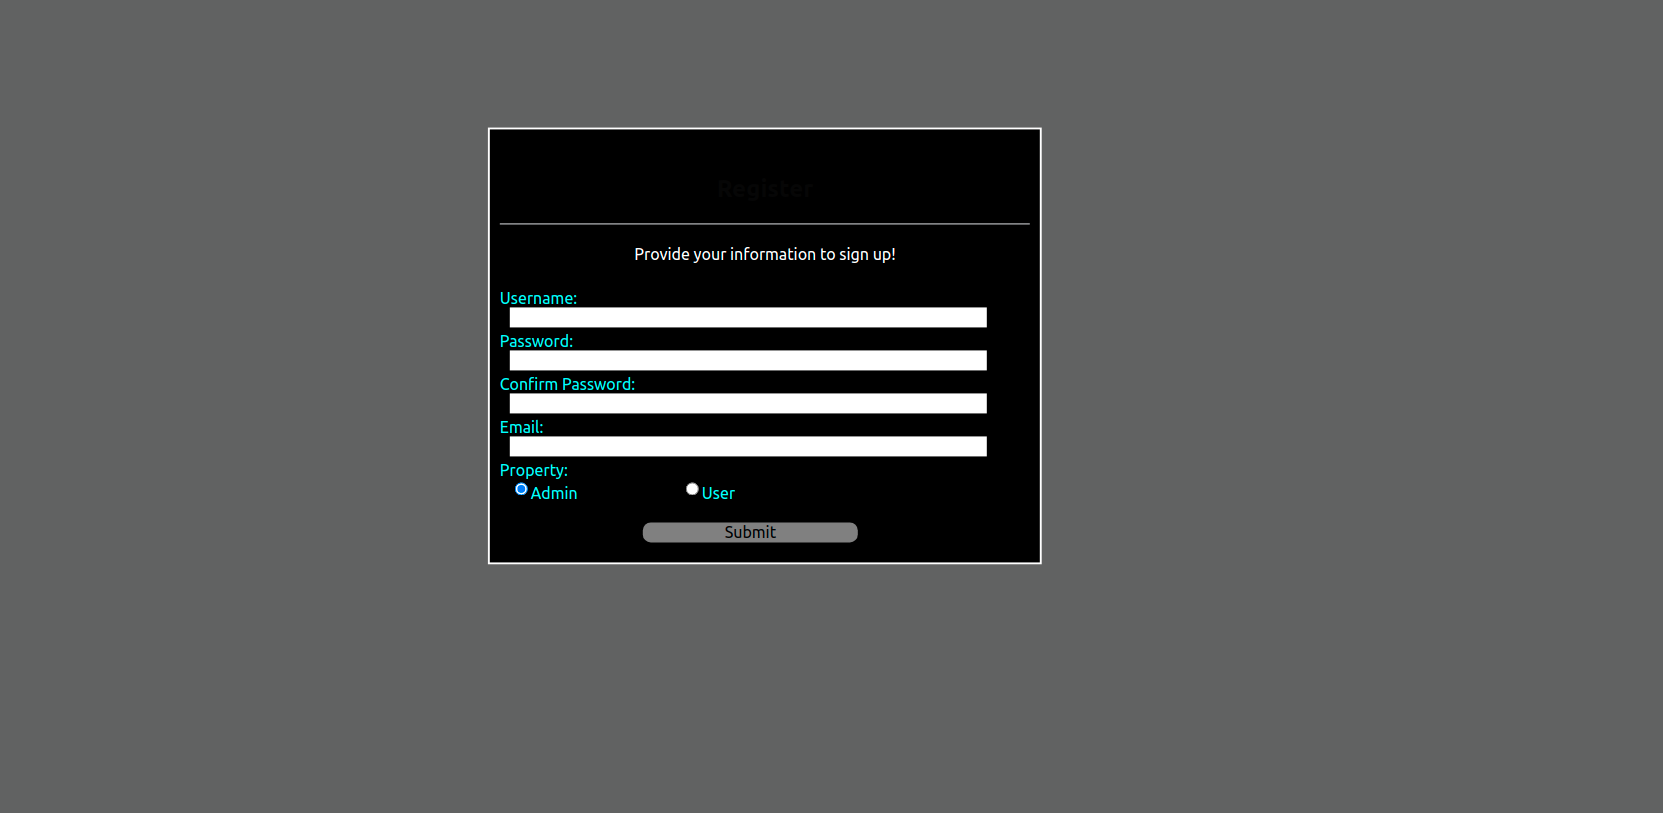 Register
Provide your information to sign up!
Username:
Password:
Confirm Password:
Email:
Property:
Admin User
Submit